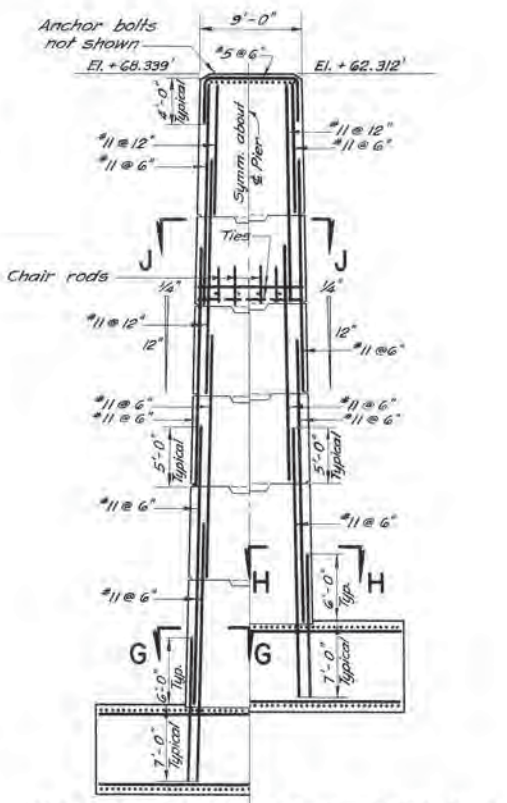 9'-0"
Anchor bolts
not shown
#5@6"
El. +68.339'
El. +62.312'
4'-0"
Typical
#11@12"
#11@6"
Symm. about
℄ Pier
#11@12"
#11@6"
J
J
Ties
Chair rods
1/4"
12"
1/4"
12"
#11@12"
#11@6"
#11@6"
#11@6"
#11@6"
#11@6"
5'-0"
Typical
5'-0"
Typical
#11@6"
#11@6"
H
H
#11@6"
6'-0"
Typ.
G
G
6'-0"
Typ.
7'-0"
Typical
7'-0"
Typical